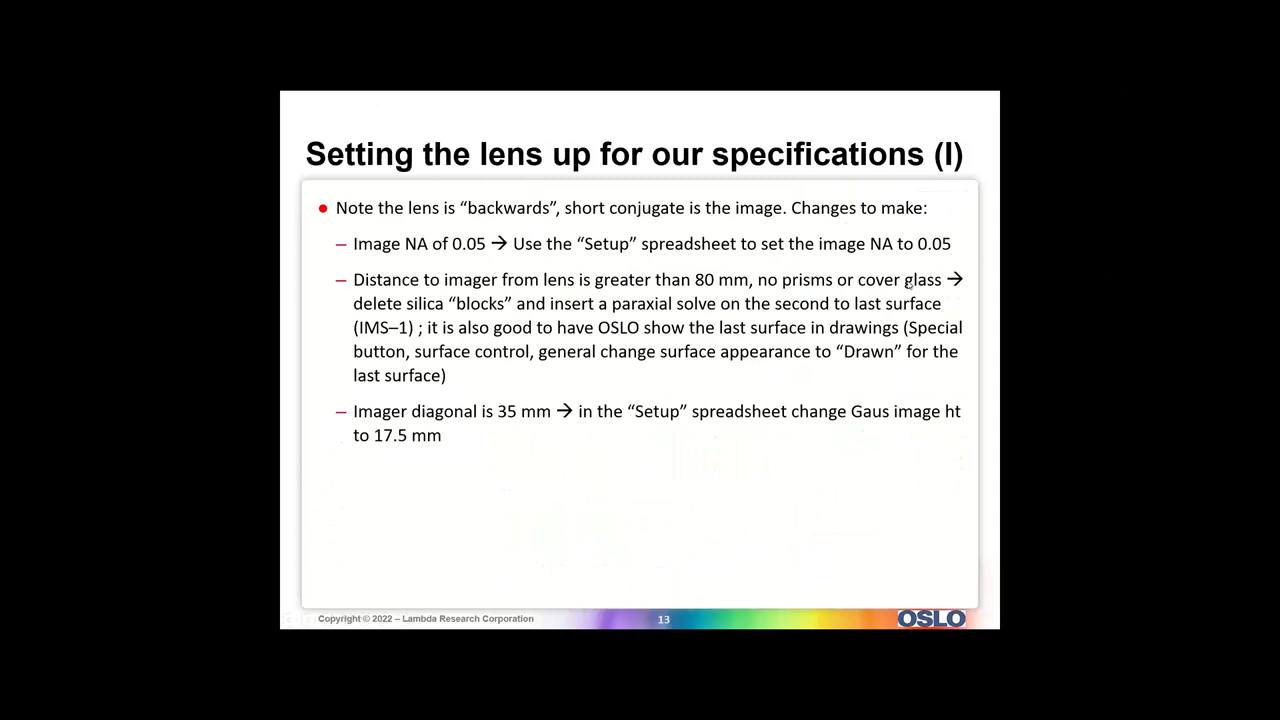 Setting the lens up for our specifications (I)
● Note the lens is “backwards”, short conjugate is the image. Changes to make:
– Image NA of 0.05 → Use the “Setup” spreadsheet to set the image NA to 0.05
– Distance to imager from lens is greater than 80 mm, no prisms or cover glass →
delete silica “blocks” and insert a paraxial solve on the second to last surface
(IMS–1) ; it is also good to have OSLO show the last surface in drawings (Special
button, surface control, general change surface appearance to “Drawn” for the
last surface)
– Imager diagonal is 35 mm → in the “Setup” spreadsheet change Gaus image ht
to 17.5 mm
Copyright © 2022 – Lambda Research Corporation
13
OSLO